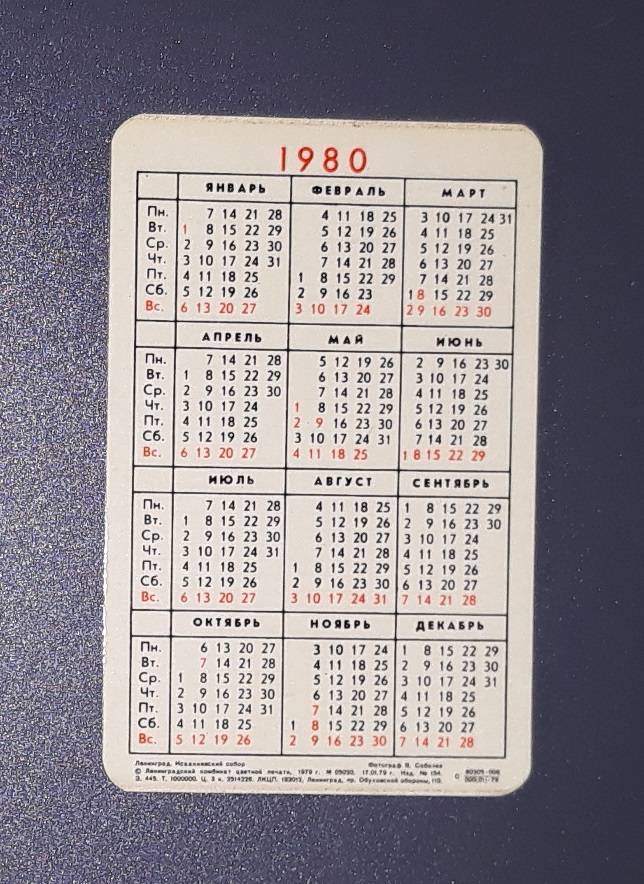 1980
ЯНВАРЬ ФЕВРАЛЬ МАРТ
Пн. 7 14 21 28 4 11 18 25 3 10 17 24 31
Вт. 1 8 15 22 29 5 12 19 26 4 11 18 25
Ср. 2 9 16 23 30 6 13 20 27 5 12 19 26
Чт. 3 10 17 24 31 7 14 21 28 6 13 20 27
Пт. 4 11 18 25 1 8 15 22 29 7 14 21 28
Сб. 5 12 19 26 2 9 16 23 1 8 15 22 29
Вс. 6 13 20 27 3 10 17 24 2 9 16 23 30
АПРЕЛЬ МАЙ ИЮНЬ
Пн. 7 14 21 28 5 12 19 26 2 9 16 23 30
Вт. 1 8 15 22 29 6 13 20 27 3 10 17 24
Ср. 2 9 16 23 30 7 14 21 28 4 11 18 25
Чт. 3 10 17 24 1 8 15 22 29 5 12 19 26
Пт. 4 11 18 25 2 9 16 23 30 6 13 20 27
Сб. 5 12 19 26 3 10 17 24 31 7 14 21 28
Вс. 6 13 20 27 4 11 18 25 1 8 15 22 29
ИЮЛЬ АВГУСТ СЕНТЯБРЬ
Пн. 7 14 21 28 4 11 18 25 1 8 15 22 29
Вт. 1 8 15 22 29 5 12 19 26 2 9 16 23 30
Ср. 2 9 16 23 30 6 13 20 27 3 10 17 24
Чт. 3 10 17 24 31 7 14 21 28 4 11 18 25
Пт. 4 11 18 25 1 8 15 22 29 5 12 19 26
Сб. 5 12 19 26 2 9 16 23 30 6 13 20 27
Вс. 6 13 20 27 3 10 17 24 31 7 14 21 28
ОКТЯБРЬ НОЯБРЬ ДЕКАБРЬ
Пн. 6 13 20 27 3 10 17 24 1 8 15 22 29
Вт. 7 14 21 28 4 11 18 25 2 9 16 23 30
Ср. 1 8 15 22 29 5 12 19 26 3 10 17 24 31
Чт. 2 9 16 23 30 6 13 20 27 4 11 18 25
Пт. 3 10 17 24 31 7 14 21 28 5 12 19 26
Сб. 4 11 18 25 1 8 15 22 29 6 13 20 27
Вс. 5 12 19 26 2 9 16 23 30 7 14 21 28
Ленинград. Исаакиевский собор Фотограф В. Соболев
© Ленинградский комбинат цветной печати, 1979 г. М 17.01.79 г. Изд. № 154.
З. 445. Т. 1000000. Ц. 3 к. ЛКЦП. Ленинград, пр. Обуховской обороны, 110.